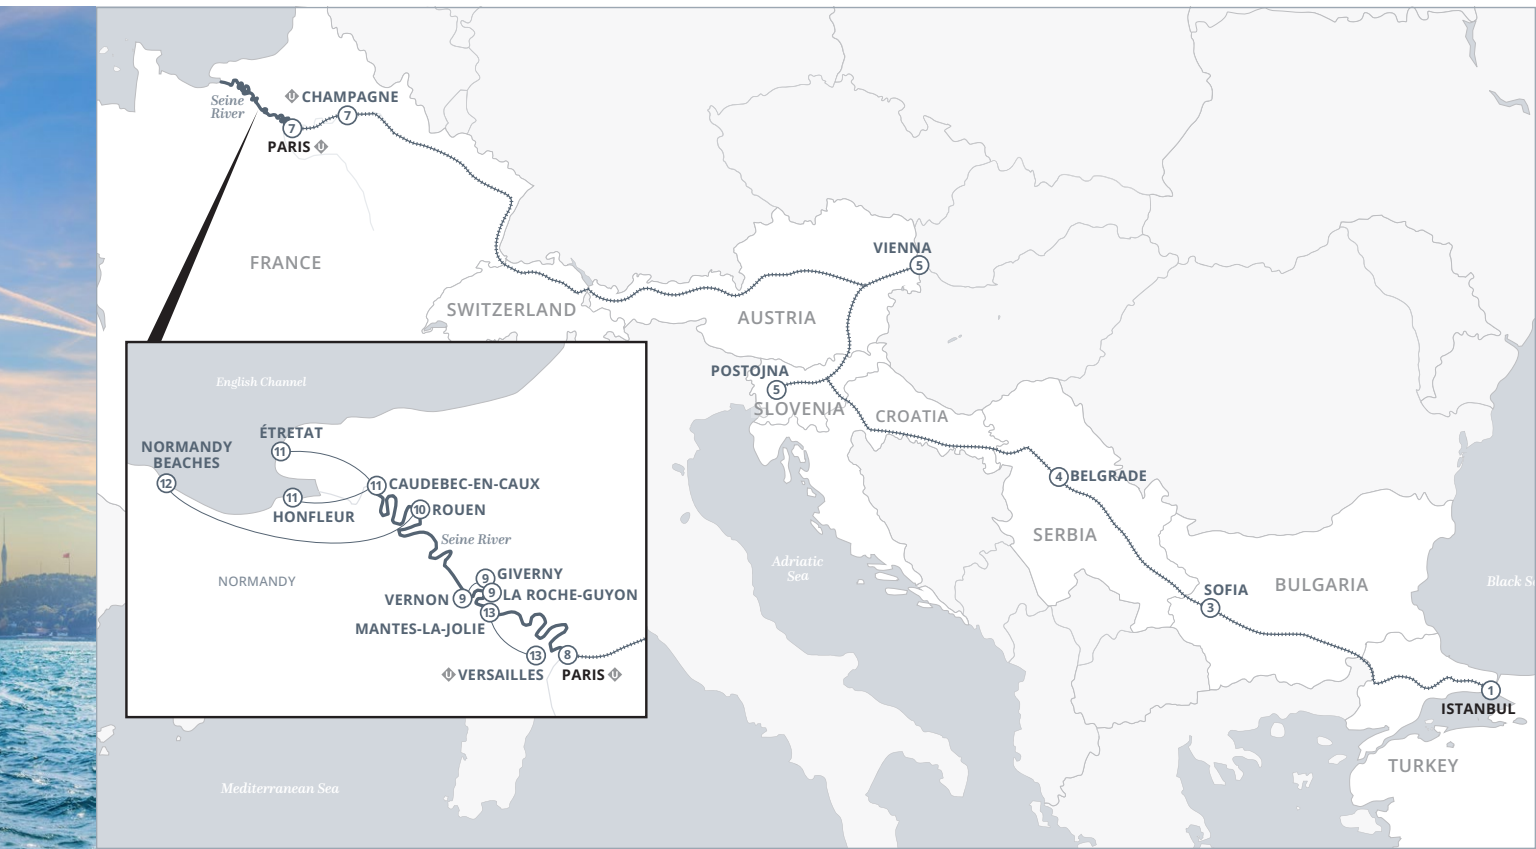 Seine
River
U CHAMPAGNE
7
7
PARIS U
FRANCE
SWITZERLAND
VIENNA
5
AUSTRIA
POSTOJNA
5
SLOVENIA
CROATIA
4 BELGRADE
SERBIA
Adriatic
Sea
SOFIA
3
BULGARIA
Black S
1
ISTANBUL
TURKEY
Mediterranean Sea
English Channel
ÉTRETAT
11
NORMANDY
BEACHES
12
11 CAUDEBEC-EN-CAUX
11
HONFLEUR
10 ROUEN
Seine River
NORMANDY
9 GIVERNY
9 LA ROCHE-GUYON
VERNON 9
13
MANTES-LA-JOLIE
13
8
U VERSAILLES
PARIS U